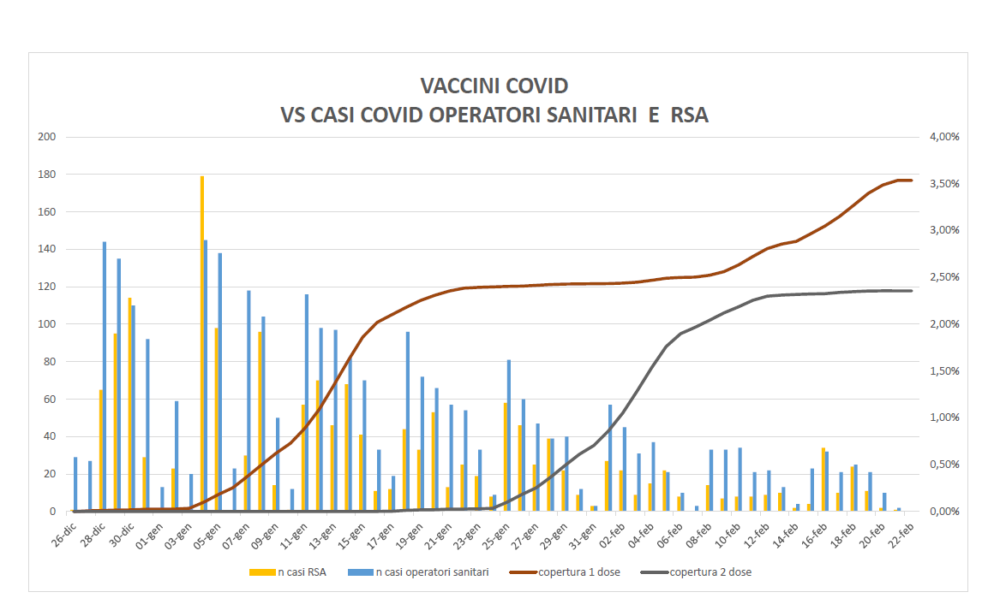 VACCINI COVID
VS CASI COVID OPERATORI SANITARI E RSA
200
180
160
140
120
100
80
60
40
20
0
4,00%
3,50%
3,00%
2,50%
2,00%
1,50%
1,00%
0,50%
0,00%
26-dic
28-dic
30-dic
01-gen
03-gen
05-gen
07-gen
09-gen
11-gen
13-gen
15-gen
17-gen
19-gen
21-gen
23-gen
25-gen
27-gen
29-gen
31-gen
02-feb
04-feb
06-feb
08-feb
10-feb
12-feb
14-feb
16-feb
18-feb
20-feb
22-feb
n casi RSA
n casi operatori sanitari
copertura 1 dose
copertura 2 dose